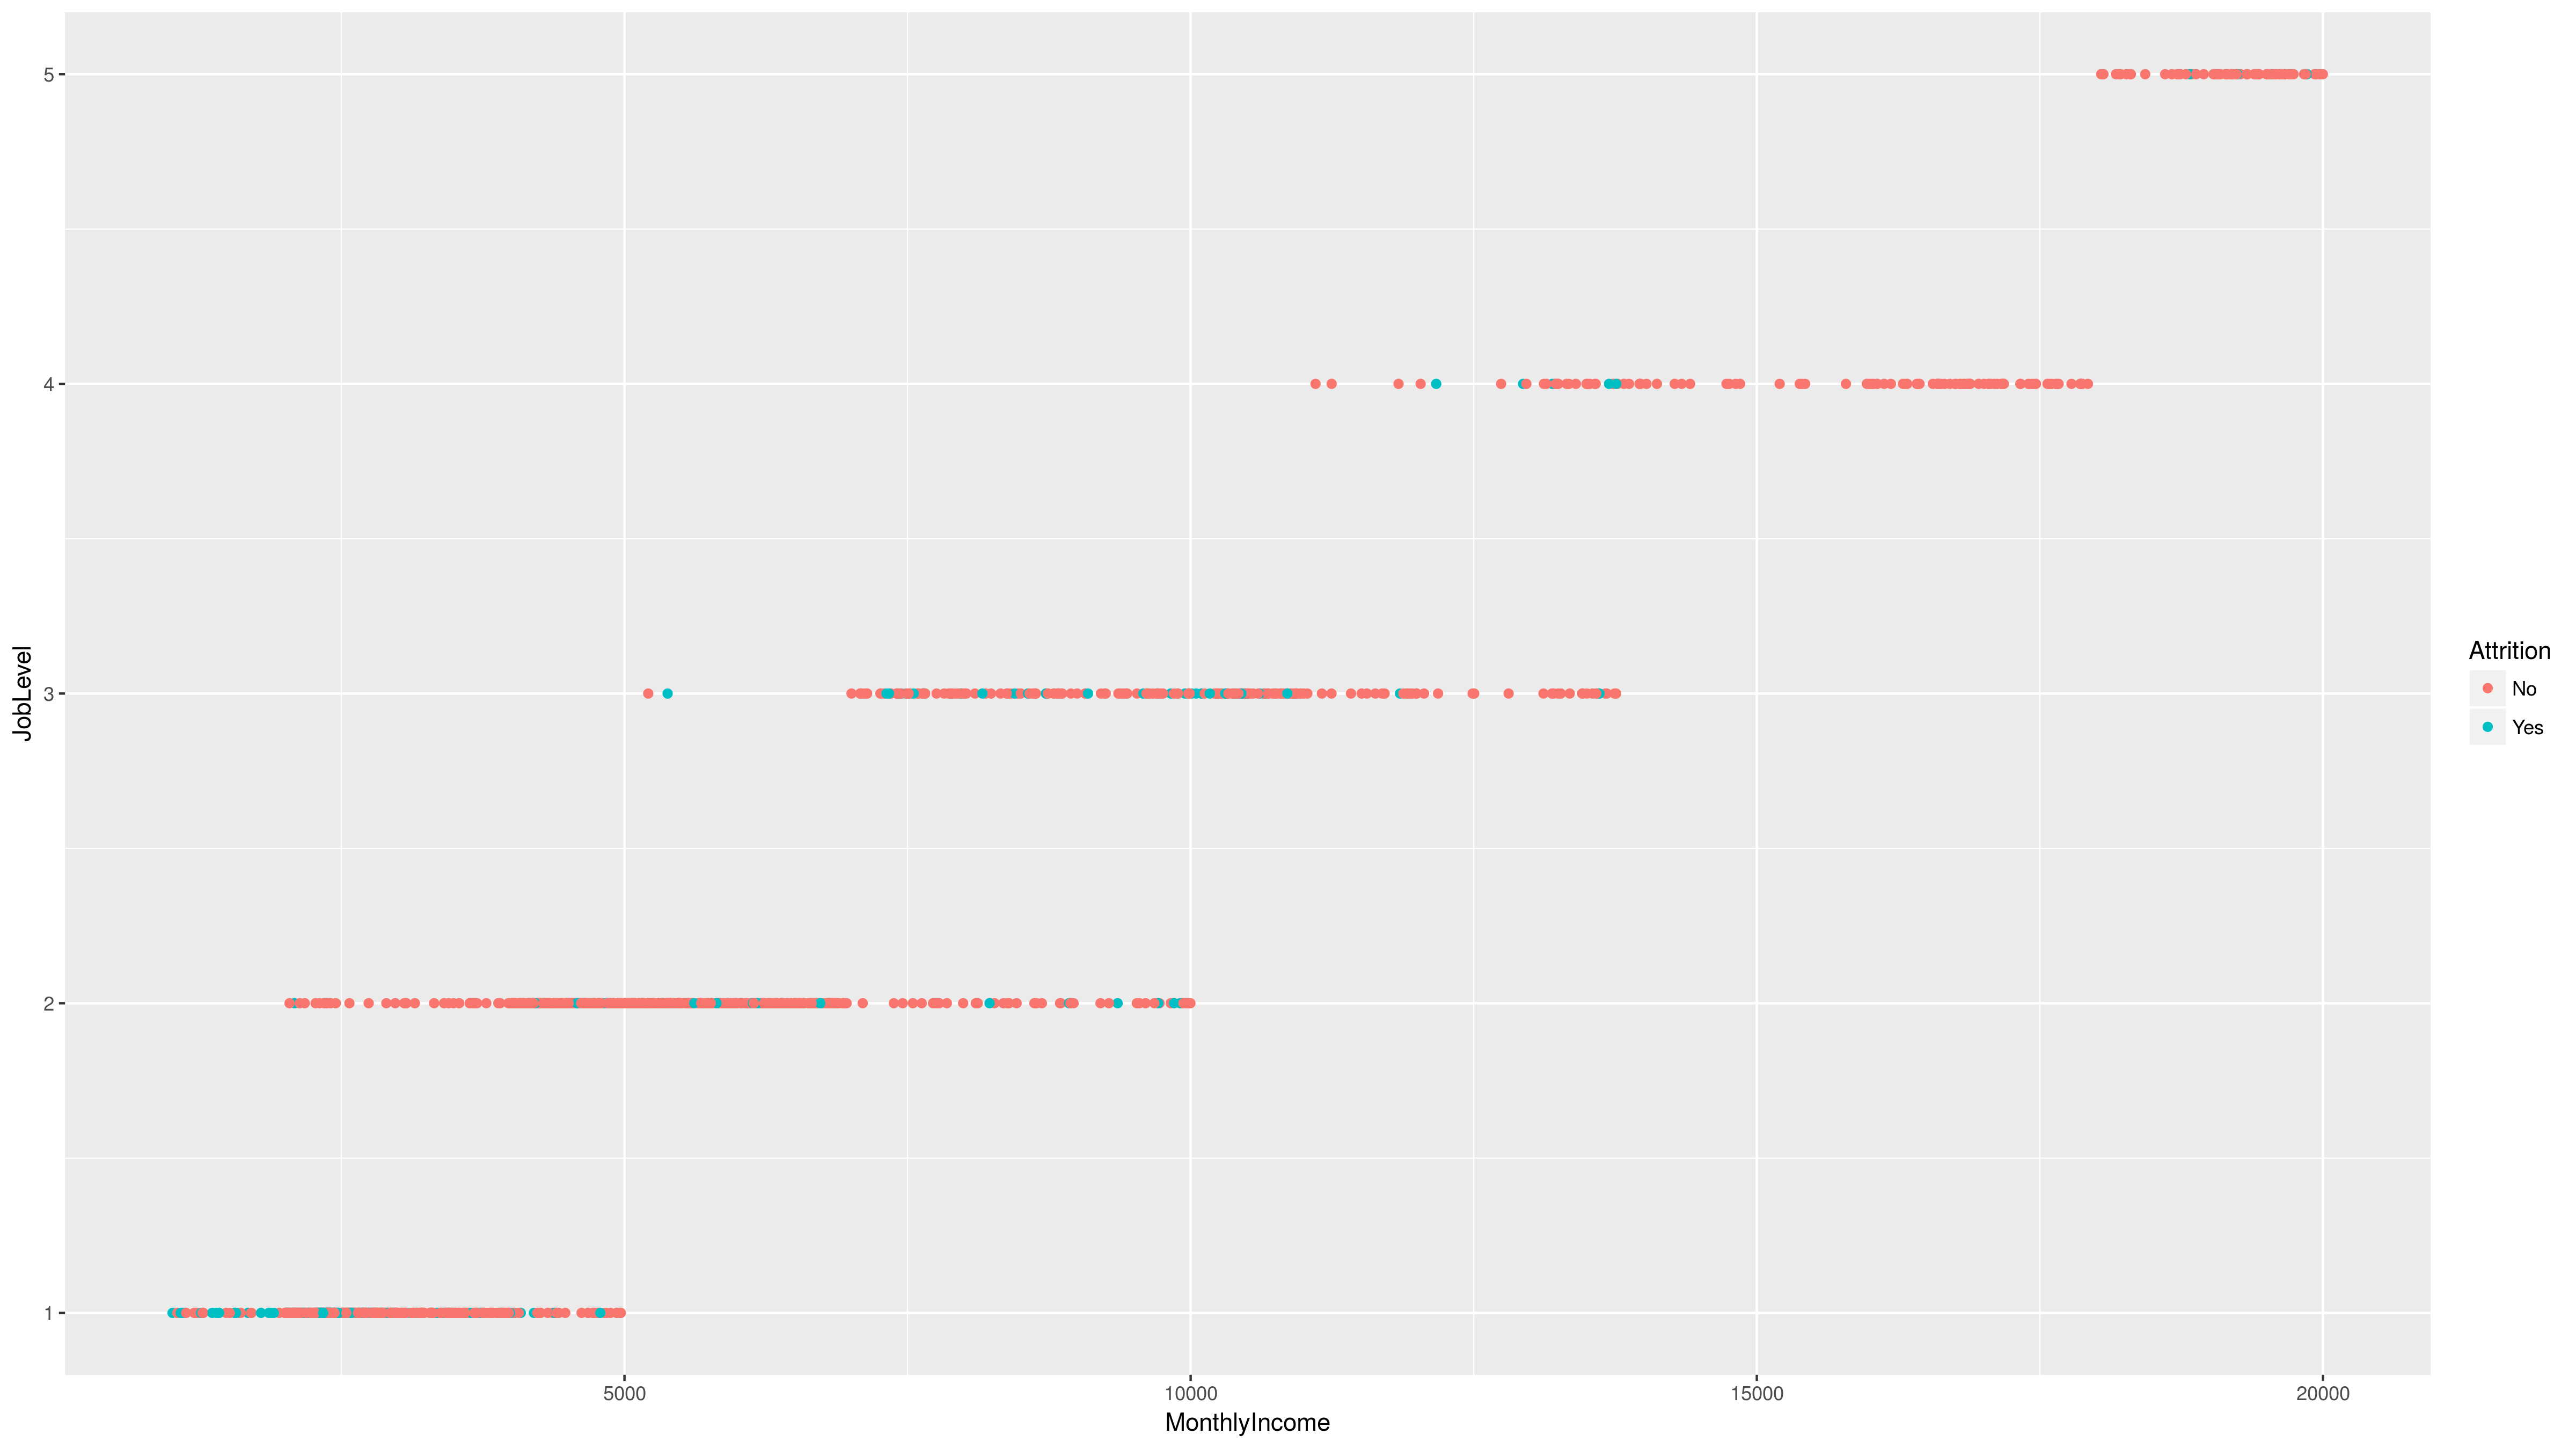 5
4
3
2
1
JobLevel
5000
10000
15000
20000
MonthlyIncome
Attrition
No
Yes